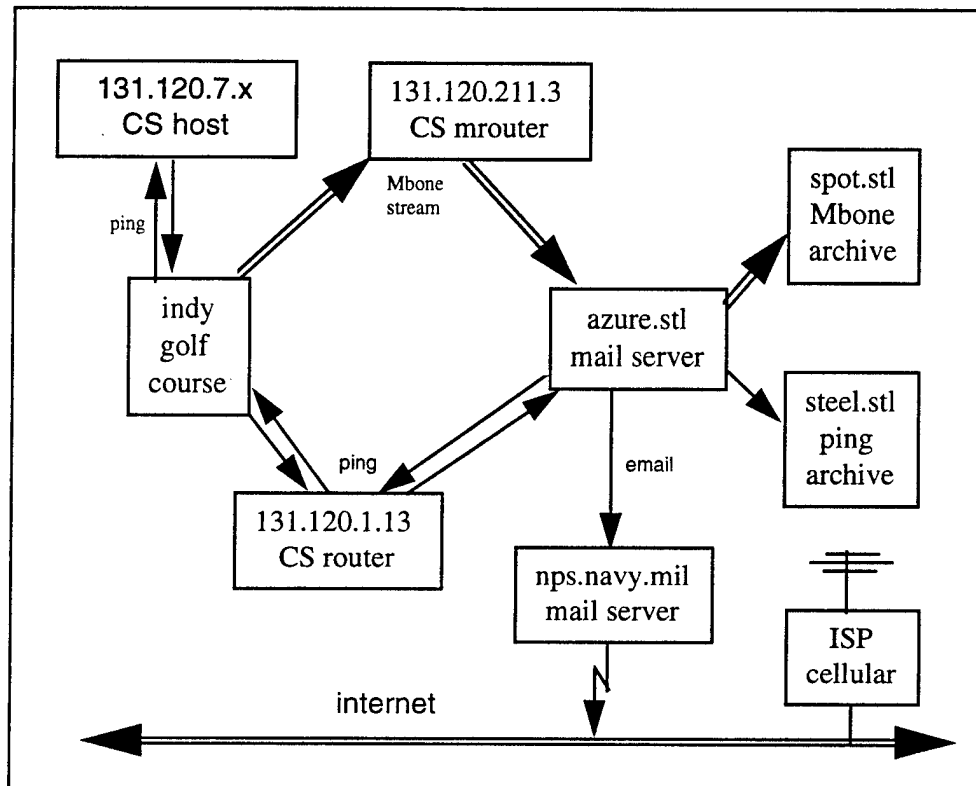 131.120.7.x
CS host
131.120.211.3
CS mrouter
spot.stl
Mbone
archive
Mbone
stream
ping
indy
golf
course
azure.stl
mail server
steel.stl
ping
archive
ping
email
131.120.1.13
CS router
nps.navy.mil
mail server
ISP
cellular
internet